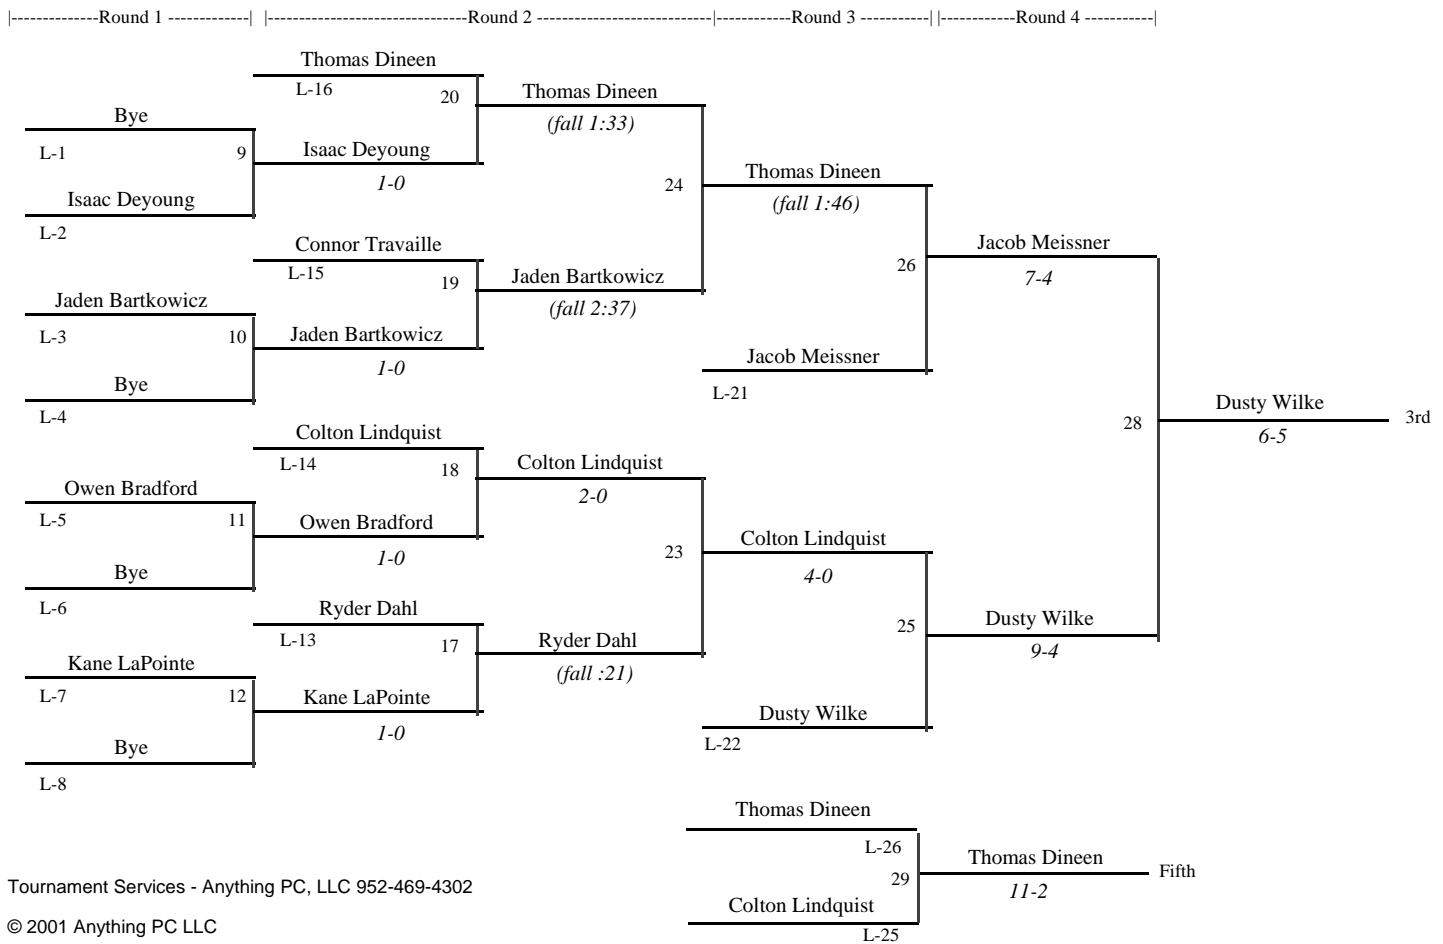 |--------------Round 1 -------------|
|--------------------------------Round 2 ----------------------------|
|------------Round 3 -----------|
|------------Round 4 -----------|
Thomas Dineen
L-16
20
Thomas Dineen
(fall 1:33)
Bye
L-1
9
Isaac Deyoung
1-0
Isaac Deyoung
L-2
24
Thomas Dineen
(fall 1:46)
Connor Travaille
L-15
19
Jaden Bartkowicz
(fall 2:37)
Jaden Bartkowicz
L-3
10
Jaden Bartkowicz
1-0
Bye
L-4
26
Jacob Meissner
7-4
Jacob Meissner
L-21
Colton Lindquist
L-14
18
Colton Lindquist
2-0
Owen Bradford
L-5
11
Owen Bradford
1-0
Bye
L-6
23
Colton Lindquist
4-0
Ryder Dahl
L-13
17
Ryder Dahl
(fall :21)
Kane LaPointe
L-7
12
Kane LaPointe
1-0
Bye
L-8
25
Dusty Wilke
9-4
Dusty Wilke
L-22
28
Dusty Wilke
6-5
3rd
Thomas Dineen
L-26
29
Thomas Dineen
11-2
Fifth
Colton Lindquist
L-25
Tournament Services - Anything PC, LLC 952-469-4302
© 2001 Anything PC LLC